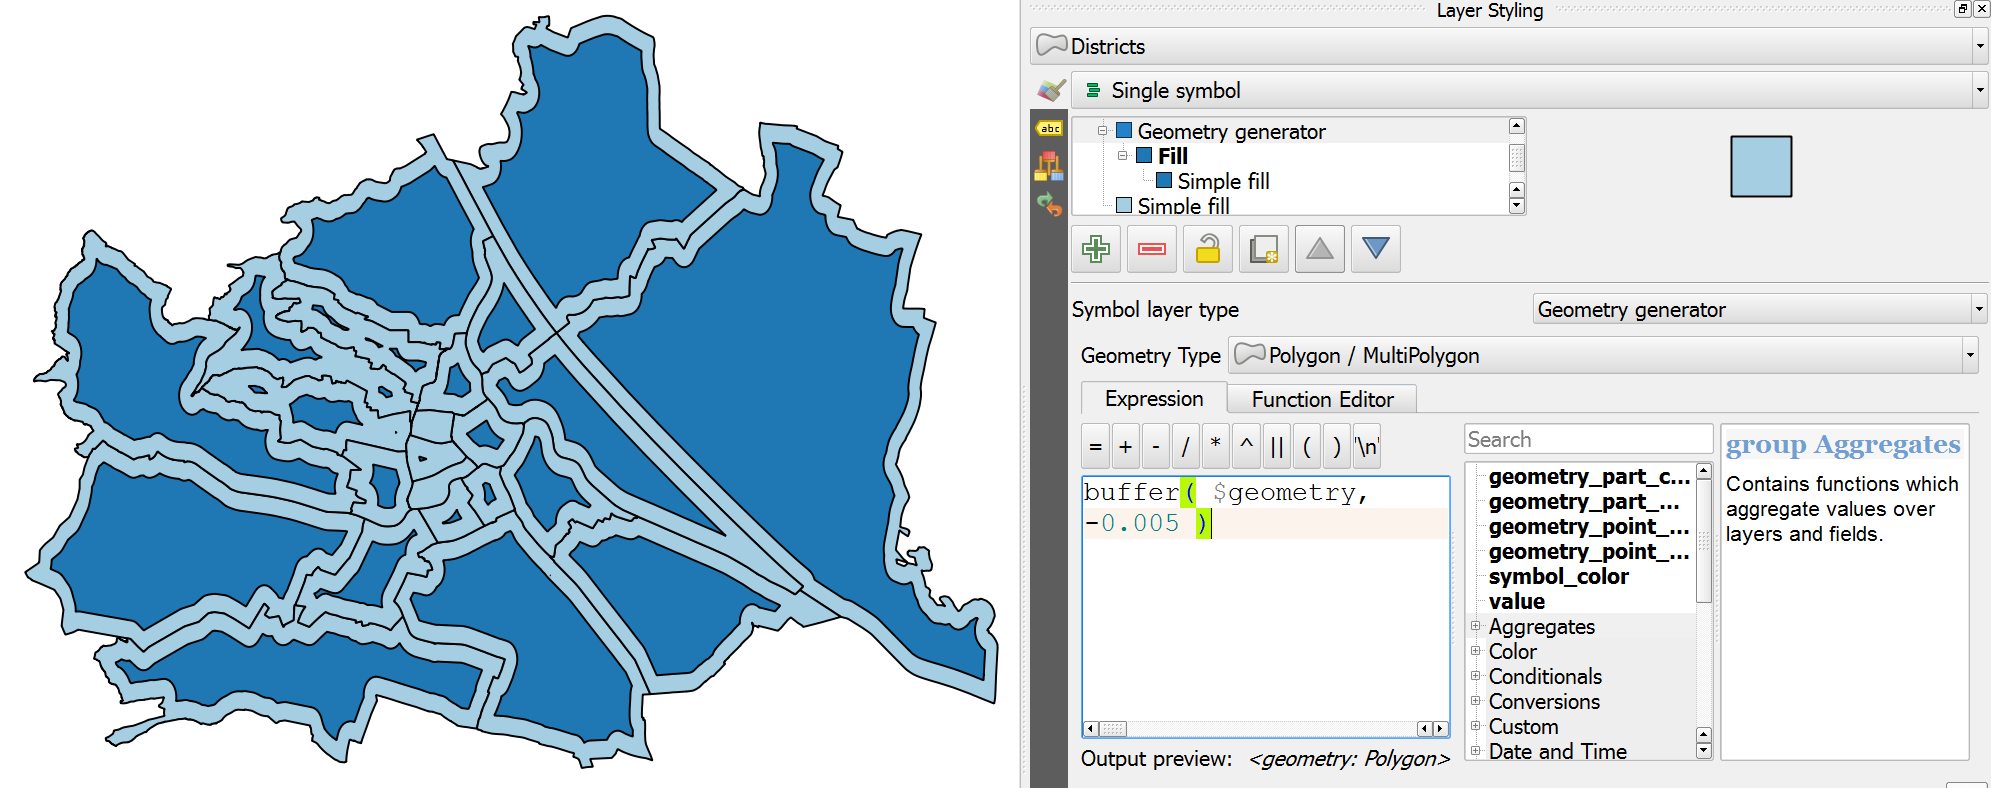 Layer Styling
Districts
Single symbol
Geometry generator
Fill
Simple fill
Simple fill
abc
Symbol layer type
Geometry generator
Geometry Type
Polygon / MultiPolygon
Expression
Function Editor
= + - / * ^ || ( ) '\n'
Search
buffer( $geometry,
-0.005 )
geometry_part_c...
geometry_part_...
geometry_point_...
geometry_point_...
symbol_color
value
Aggregates
Color
Conditionals
Conversions
Custom
Date and Time
group Aggregates
Contains functions which
aggregate values over
layers and fields.
Output preview: <geometry: Polygon>